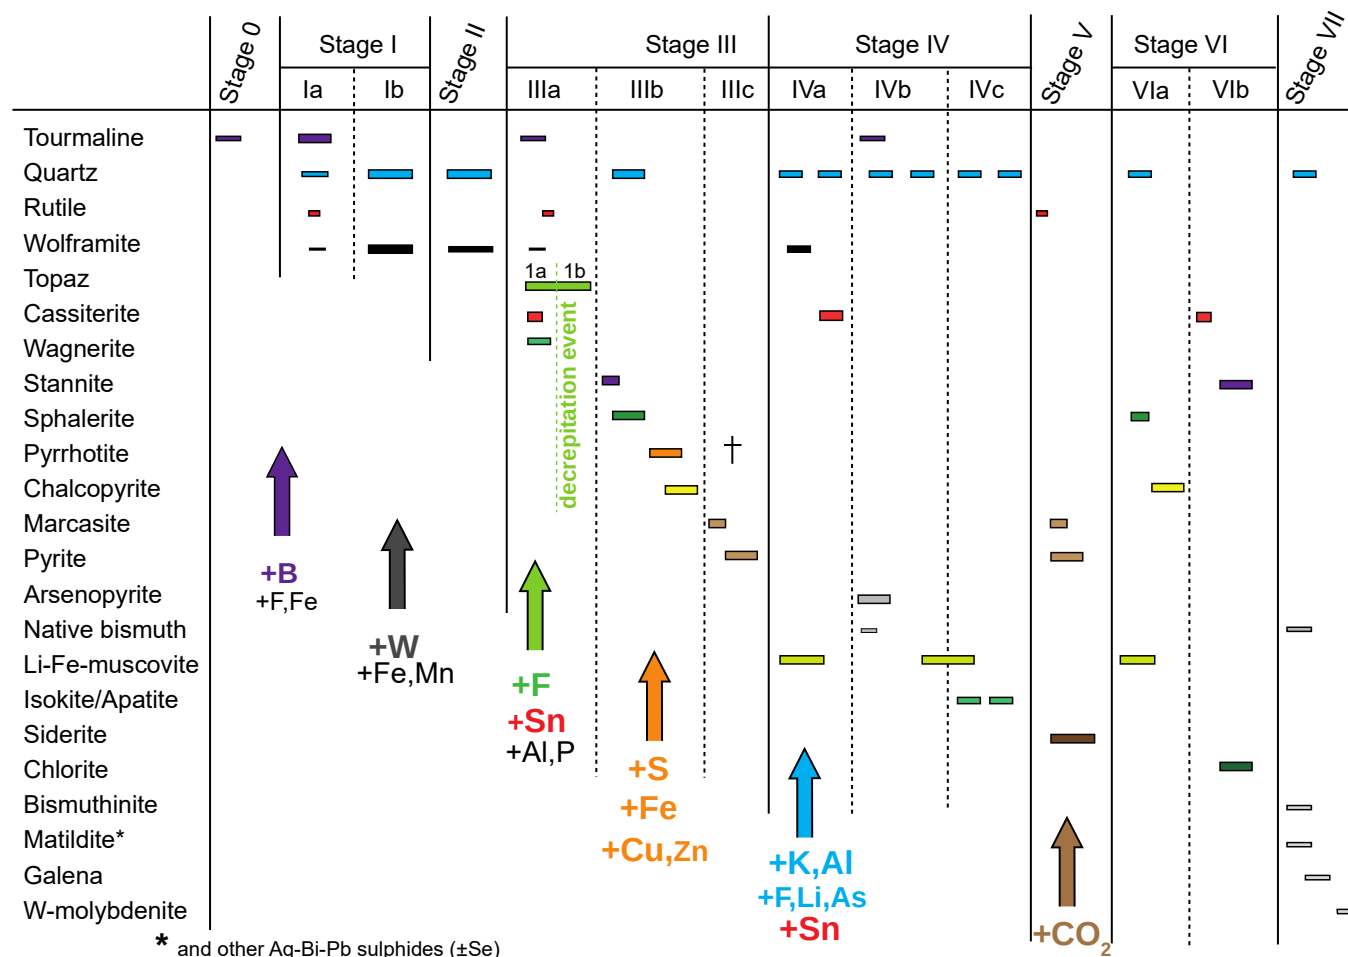 Stage 0
Stage I
Stage II
Stage III
Stage IV
Stage V
Stage VI
Stage VII
Ia
Ib
IIIa
IIIb
IIIc
IVa
IVb
IVc
VIa
VIb
Tourmaline
Quartz
Rutile
Wolframite
Topaz
1a
1b
Cassiterite
Wagnerite
decrepitation event
Stannite
Sphalerite
Pyrrhotite
†
Chalcopyrite
Marcasite
Pyrite
Arsenopyrite
Native bismuth
Li-Fe-muscovite
Isokite/Apatite
Siderite
Chlorite
Bismuthinite
Matildite*
Galena
W-molybdenite
+B
+F,Fe
+W
+Fe,Mn
+F
+Sn
+Al,P
+S
+Fe
+Cu,Zn
+K,Al
+F,Li,As
+Sn
+CO₂
* and other Ag-Bi-Pb sulphides (±Se)